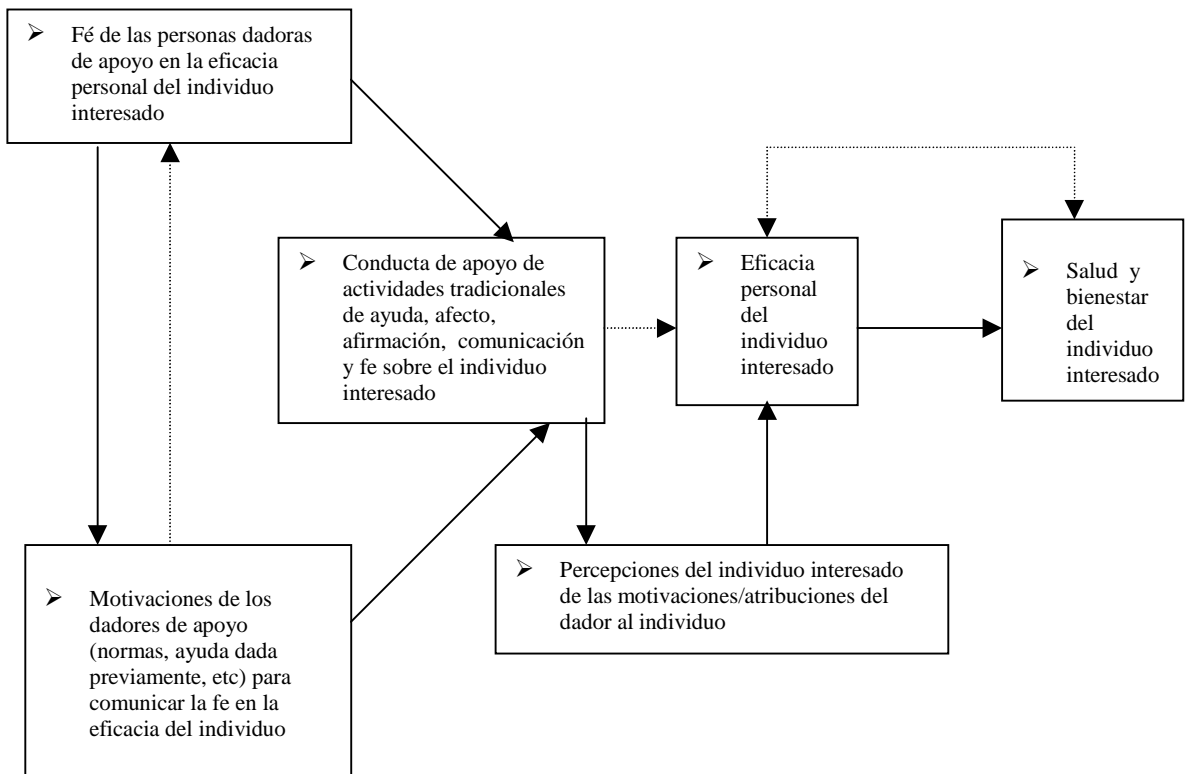 ➢ Fé de las personas dadoras
de apoyo en la eficacia
personal del individuo
interesado
➢ Conducta de apoyo de
actividades tradicionales
de ayuda, afecto,
afirmación, comunicación
y fe sobre el individuo
interesado
➢ Eficacia
personal
del
individuo
interesado
➢ Salud y
bienestar
del
individuo
interesado
➢ Percepciones del individuo interesado
de las motivaciones/atribuciones del
dador al individuo
➢ Motivaciones de los
dadores de apoyo
(normas, ayuda dada
previamente, etc) para
comunicar la fe en la
eficacia del individuo